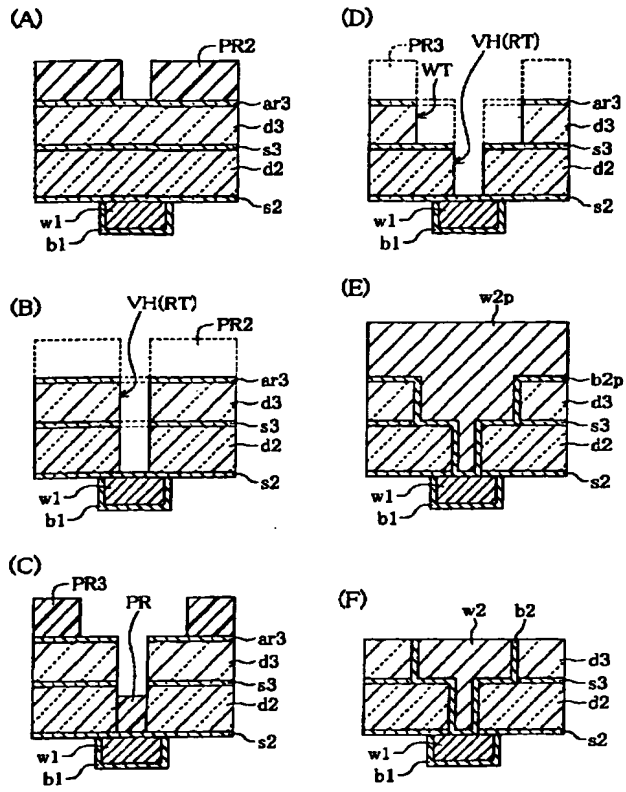 (A)
PR2
ar3
d3
s3
d2
s2
w1
b1
(B)
VH(RT)
PR2
ar3
d3
s3
d2
s2
w1
b1
(C)
PR3
PR
ar3
d3
s3
d2
s2
w1
b1
(D)
PR3
VH(RT)
WT
ar3
d3
s3
d2
s2
w1
b1
(E)
w2p
b2p
d3
s3
d2
s2
w1
b1
(F)
w2
b2
d3
s3
d2
s2
w1
b1